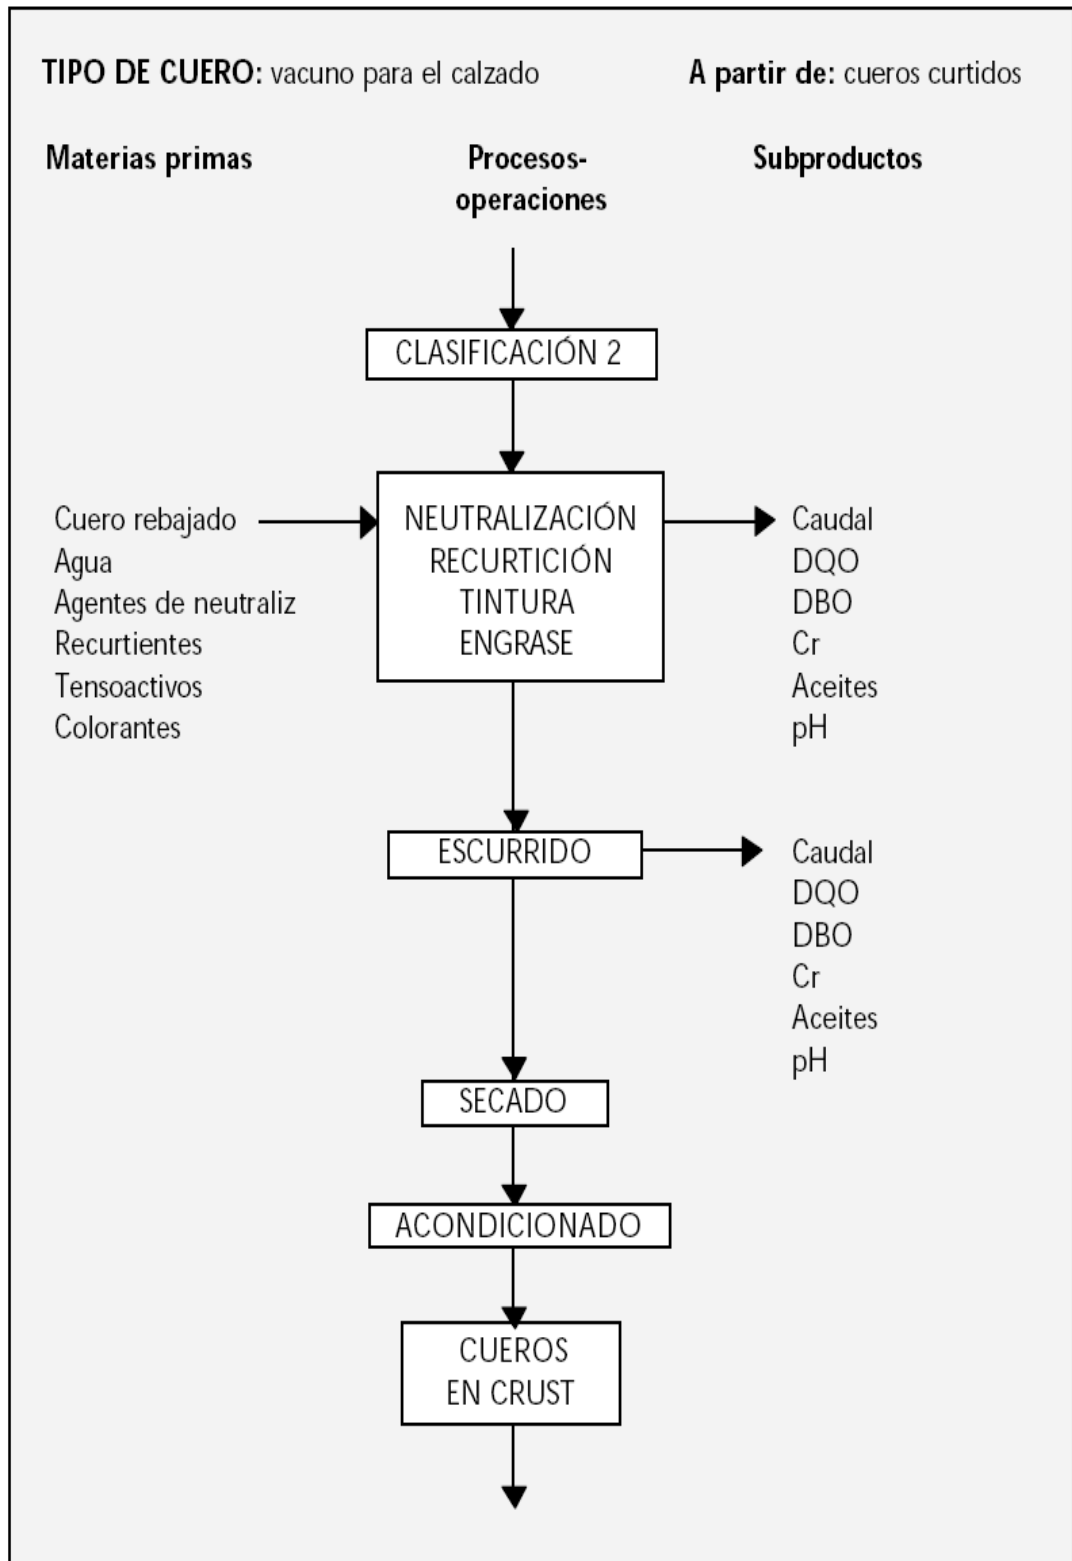 TIPO DE CUERO: vacuno para el calzado A partir de: cueros curtidos
Materias primas Procesos- Subproductos
operaciones
CLASIFICACIÓN 2
Cuero rebajado NEUTRALIZACIÓN Caudal
Agua RECURTICIÓN DQO
Agentes de neutraliz TINTURA DBO
Recurtientes ENGRASE Cr
Tensoactivos Aceites
Colorantes pH
ESCURRIDO Caudal
DQO
DBO
Cr
Aceites
pH
SECADO
ACONDICIONADO
CUEROS
EN CRUST